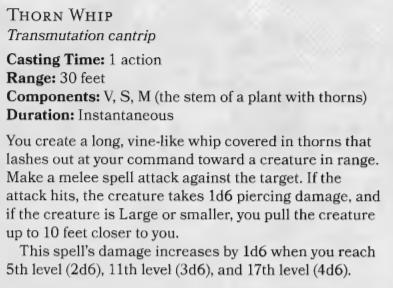 THORN WHIP
Transmutation cantrip
Casting Time: 1 action
Range: 30 feet
Components: V, S, M (the stem of a plant with thorns)
Duration: Instantaneous
You create a long, vine-like whip covered in thorns that
lashes out at your command toward a creature in range.
Make a melee spell attack against the target. If the
attack hits, the creature takes 1d6 piercing damage, and
if the creature is Large or smaller, you pull the creature
up to 10 feet closer to you.
This spell's damage increases by 1d6 when you reach
5th level (2d6), 11th level (3d6), and 17th level (4d6).